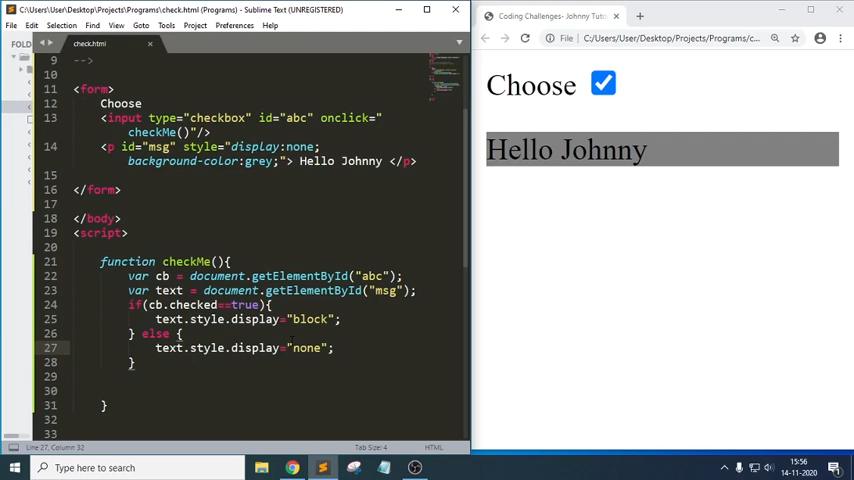 C:\Users\User\Desktop\Projects\Programs\check.html (Programs) - Sublime Text (UNREGISTERED)
File Edit Selection Find View Goto Tools Project Preferences Help
FOLD
check.html
9 -->
10
11 <form>
12 Choose
13 <input type="checkbox" id="abc" onclick="
checkMe()"/>
14 <p id="msg" style="display:none;
background-color:grey;"> Hello Johnny </p>
15
16 </form>
17
18 </body>
19 <script>
20
21 function checkMe(){
22 var cb = document.getElementById("abc");
23 var text = document.getElementById("msg");
24 if(cb.checked==true){
25 text.style.display="block";
26 } else {
27 text.style.display="none";
28 }
29
30
31 }
32
33
Line 27, Column 32
Tab Size: 4
HTML
Coding Challenges- Johnny Tuto
File
C:/Users/User/Desktop/Projects/Programs/c...
Choose
Hello Johnny
Type here to search
15:56
14-11-2020
1